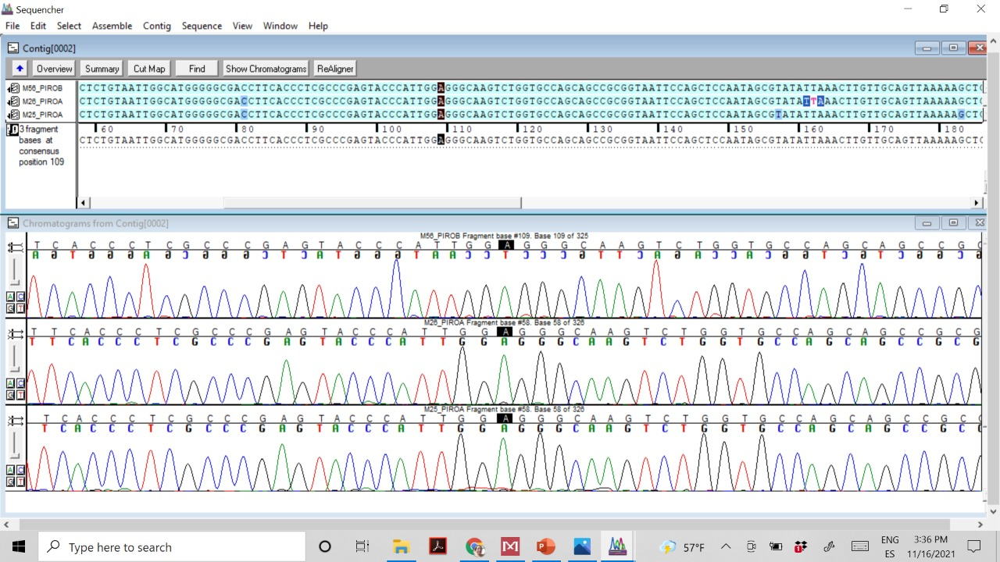 Sequencher
File Edit Select Assemble Contig Sequence View Window Help
Contig[0002]
Overview Summary Cut Map Find Show Chromatograms ReAligner
M56_PIROB CTCTGTAATTGGCATGGGGGCGACCTTCACCCTCGCCCGAGTACCCATTGGAGGGCAAGTCTGGTGCCAGCAGCCGCGGTAATTCCAGCTCCAATAGCGTATATTAAACTTGTTGCAGTTAAAAAGCTC
M26_PIROA CTCTGTAATTGGCATGGGGGCGACCTTCACCCTCGCCCGAGTACCCATTGGAGGGCAAGTCTGGTGCCAGCAGCCGCGGTAATTCCAGCTCCAATAGCGTATATTAAACTTGTTGCAGTTAAAAAGCTC
M25_PIROA CTCTGTAATTGGCATGGGGGCGACCTTCACCCTCGCCCGAGTACCCATTGGAGGGCAAGTCTGGTGCCAGCAGCCGCGGTAATTCCAGCTCCAATAGCGTATATTAAACTTGTTGCAGTTAAAAAGCTC
3 fragment 60 70 80 90 100 110 120 130 140 150 160 170 180
bases at CTCTGTAATTGGCATGGGGGCGACCTTCACCCTCGCCCGAGTACCCATTGGAGGGCAAGTCTGGTGCCAGCAGCCGCGGTAATTCCAGCTCCAATAGCGTATATTAAACTTGTTGCAGTTAAAAAGCTC
consensus
position 109
Chromatograms from Contig[0002]
M56_PIROB Fragment base #109. Base 109 of 325
T C A C C C T C G C C C G A G T A C C C A T T G G A G G G C A A G T C T G G T G C C A G C A G C C G C
A G T G G G A G C G G G C T C A T G G G T A A C C T C C C G T T C A G A C C A C G G T C G T C G G C G
A C
G T
M26_PIROA Fragment base #58. Base 58 of 326
T T C A C C C T C G C C C G A G T A C C C A T T G G A G G G C A A G T C T G G T G C C A G C A G C C G C G
T T C A C C C T C G C C C G A G T A C C C A T T G G A G G G C A A G T C T G G T G C C A G C A G C C G C G
A C
G T
M25_PIROA Fragment base #58. Base 58 of 326
T C A C C C T C G C C C G A G T A C C C A T T G G A G G G C A A G T C T G G T G C C A G C A G C C G C
T C A C C C T C G C C C G A G T A C C C A T T G G A G G G C A A G T C T G G T G C C A G C A G C C G C
A C
G T
Type here to search
57°F
ENG
ES
3:36 PM
11/16/2021